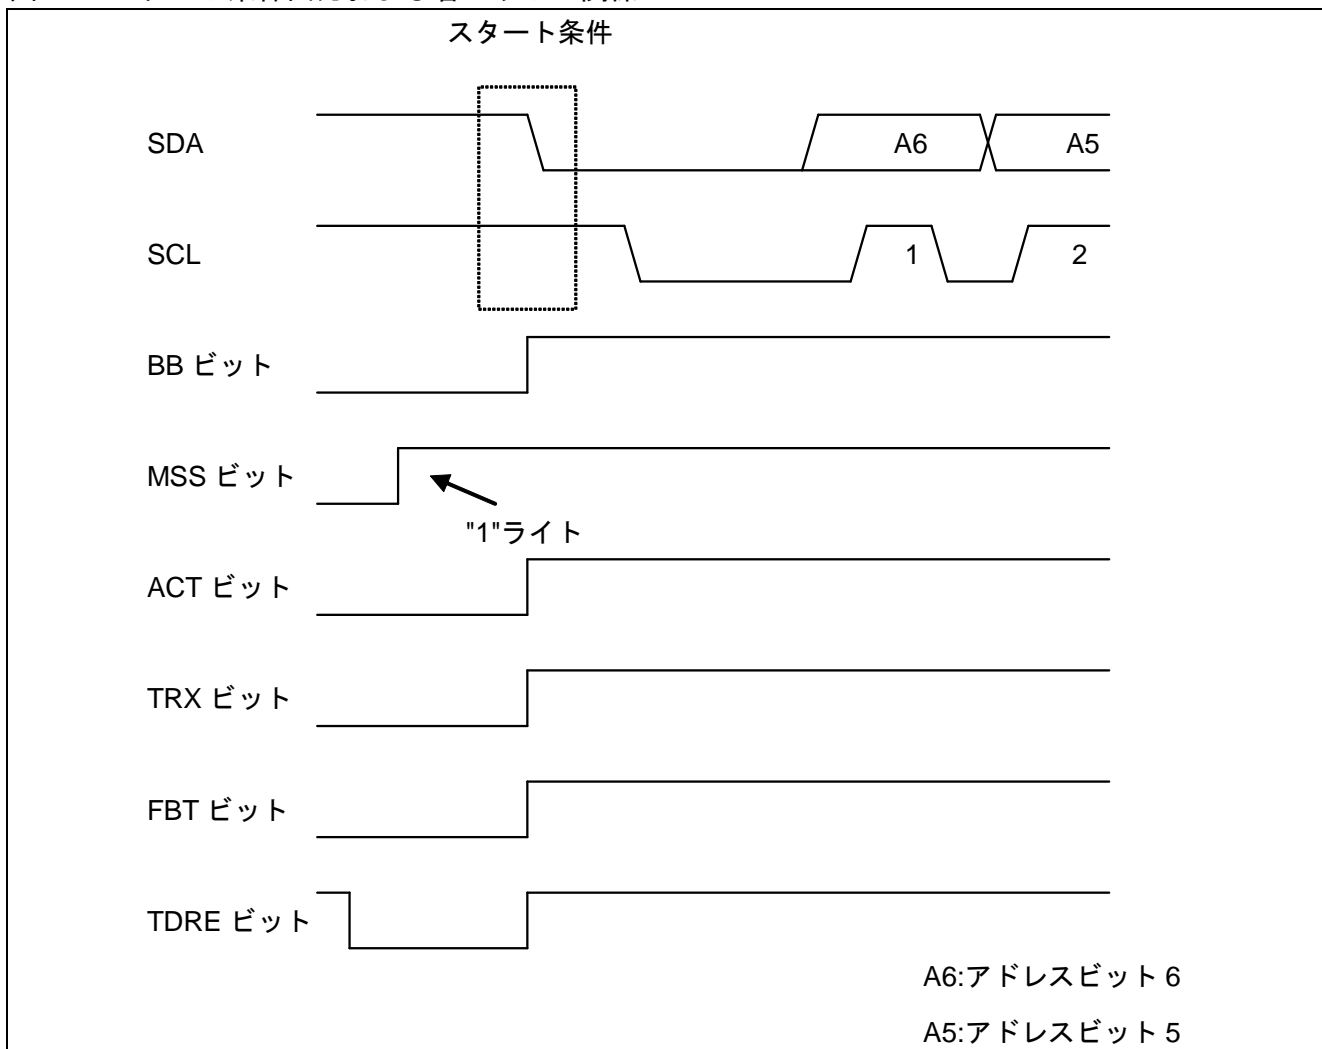 スタート条件
SDA
A6
A5
SCL
1
2
BB ビット
MSS ビット
"1"ライト
ACT ビット
TRX ビット
FBT ビット
TDRE ビット
A6:アドレスビット 6
A5:アドレスビット 5